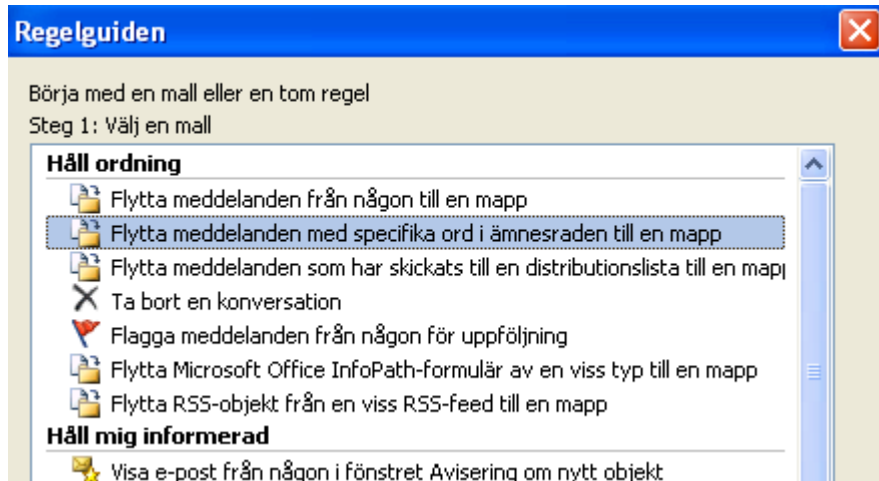 Regelguiden
Börja med en mall eller en tom regel
Steg 1: Välj en mall
Håll ordning
Flytta meddelanden från någon till en mapp
Flytta meddelanden med specifika ord i ämnesraden till en mapp
Flytta meddelanden som har skickats till en distributionslista till en mapp
Ta bort en konversation
Flagga meddelanden från någon för uppföljning
Flytta Microsoft Office InfoPath-formulär av en viss typ till en mapp
Flytta RSS-objekt från en viss RSS-feed till en mapp
Håll mig informerad
Visa e-post från någon i fönstret Avisering om nytt objekt